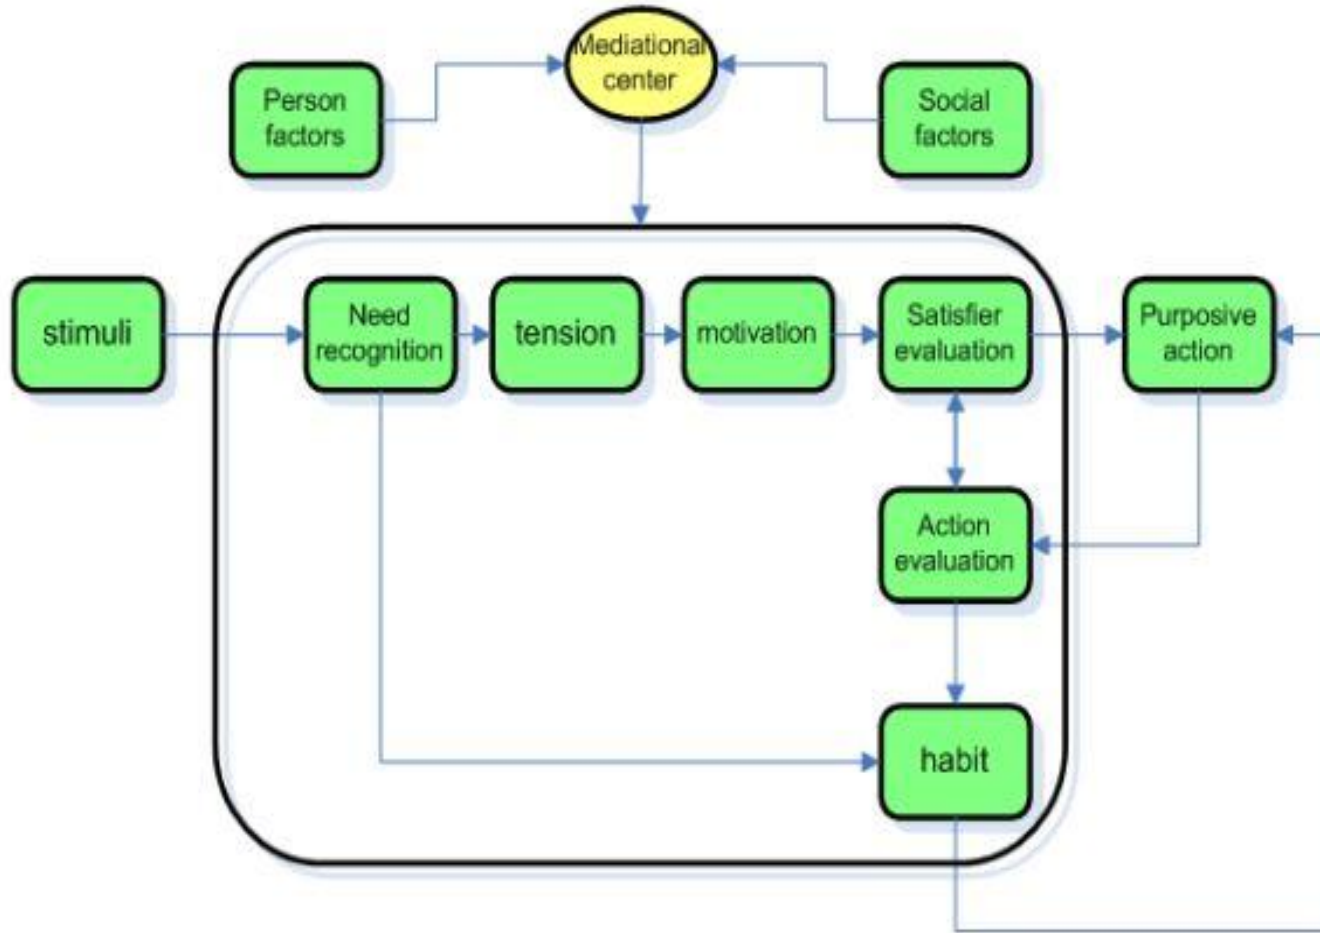 Mediational
center
Person
factors
Social
factors
stimuli
Need
recognition
tension
motivation
Satisfier
evaluation
Purposive
action
Action
evaluation
habit